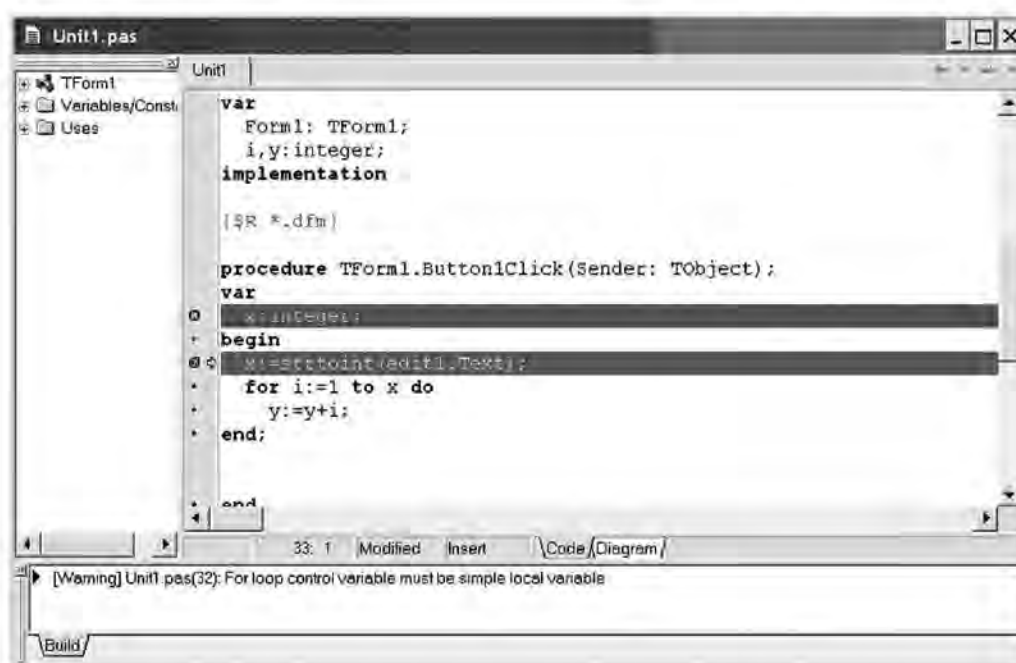 Unit1.pas
TForm1
Variables/Const
Uses
Unit1
var
Form1: TForm1;
i,y:integer;
implementation
{$R *.dfm}
procedure TForm1.Button1Click(Sender: TObject);
var
x:integer;
begin
x:=strtoint(edit1.Text);
for i:=1 to x do
y:=y+i;
end;
end
33: 1 Modified Insert Code Diagram
[Warning] Unit1.pas(32): For loop control variable must be simple local variable
Build